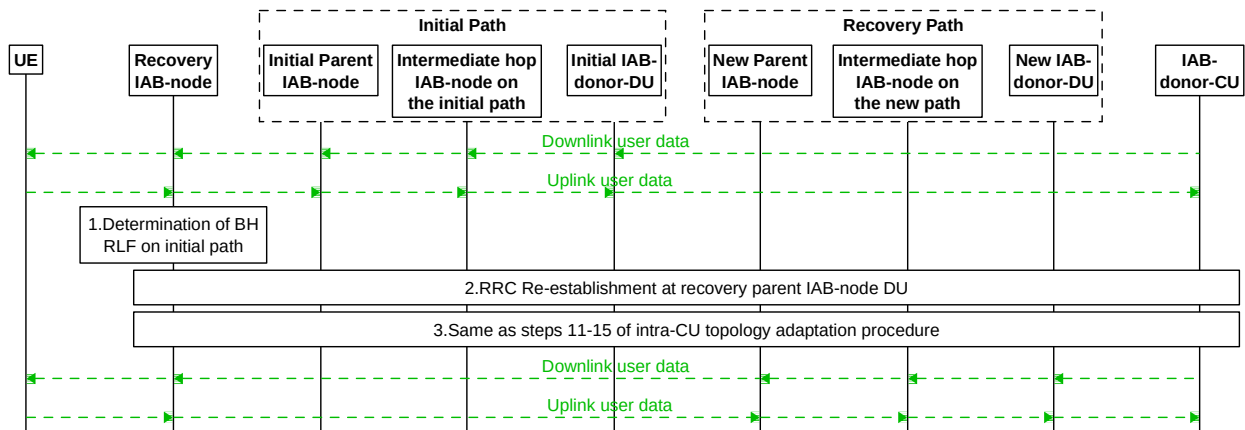 Initial Path
Recovery Path
UE
Recovery
IAB-node
Initial Parent
IAB-node
Intermediate hop
IAB-node on
the initial path
Initial IAB-
donor-DU
New Parent
IAB-node
Intermediate hop
IAB-node on
the new path
New IAB-
donor-DU
IAB-
donor-CU
Downlink user data
Uplink user data
1.Determination of BH
RLF on initial path
2.RRC Re-establishment at recovery parent IAB-node DU
3.Same as steps 11-15 of intra-CU topology adaptation procedure
Downlink user data
Uplink user data